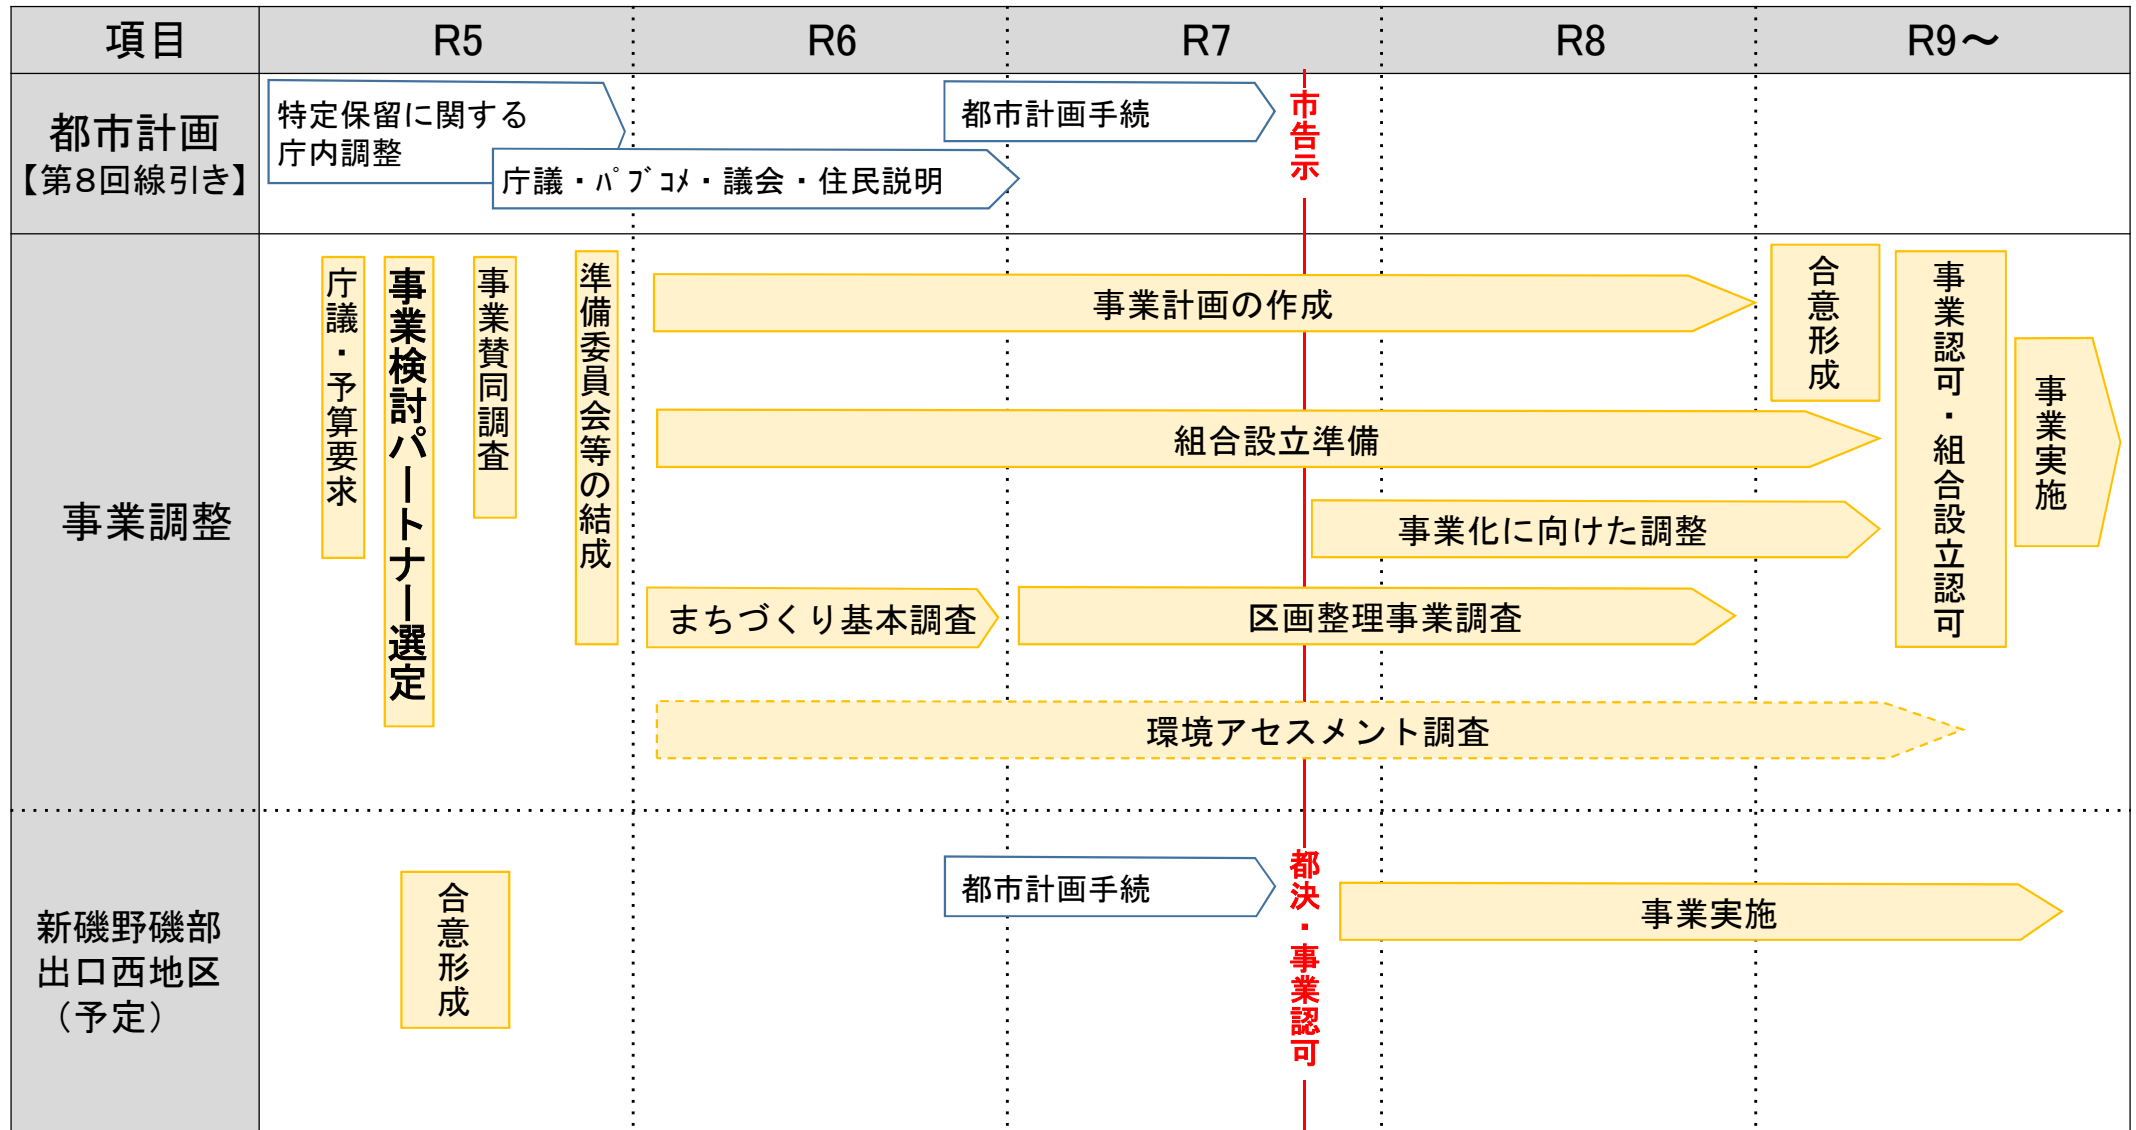 項目
R5
R6
R7
R8
R9～
都市計画
【第8回線引き】
特定保留に関する
庁内調整
庁議・ﾊﾟﾌﾞｺﾒ・議会・住民説明
都市計画手続
市告示
事業調整
庁議・予算要求
事業検討パートナー選定
事業賛同調査
準備委員会等の結成
事業計画の作成
組合設立準備
事業化に向けた調整
まちづくり基本調査
区画整理事業調査
環境アセスメント調査
合意形成
事業認可・組合設立認可
事業実施
新磯野磯部
出口西地区
（予定）
合意形成
都市計画手続
都決・事業認可
事業実施